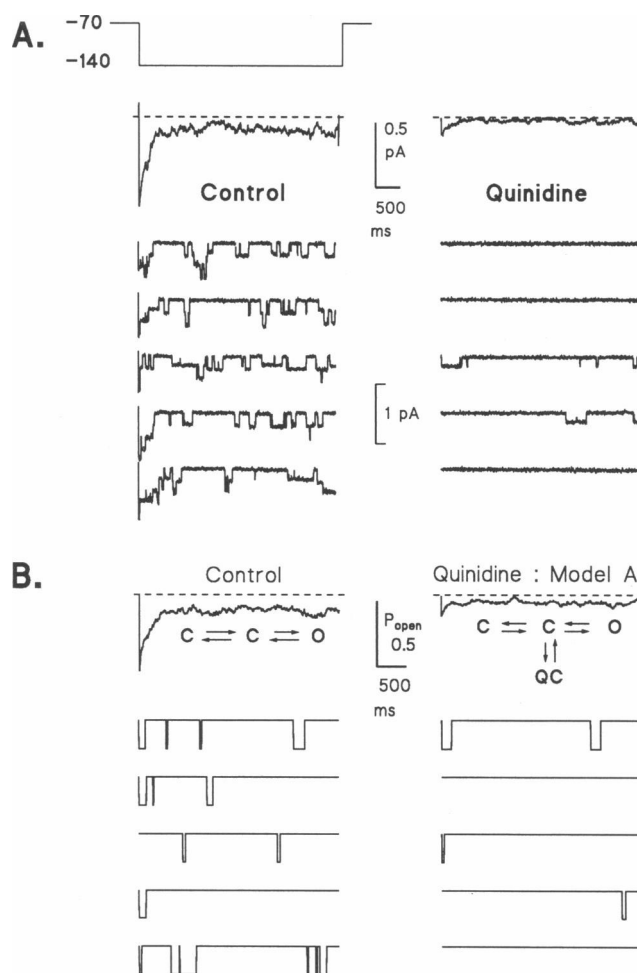 A.
-70
-140
0.5
pA
Control
Quinidine
500
ms
1 pA
B.
Control
Quinidine : Model A
C ⇌ C ⇌ O
Popen
0.5
C ⇌ C ⇌ O
QC
500
ms